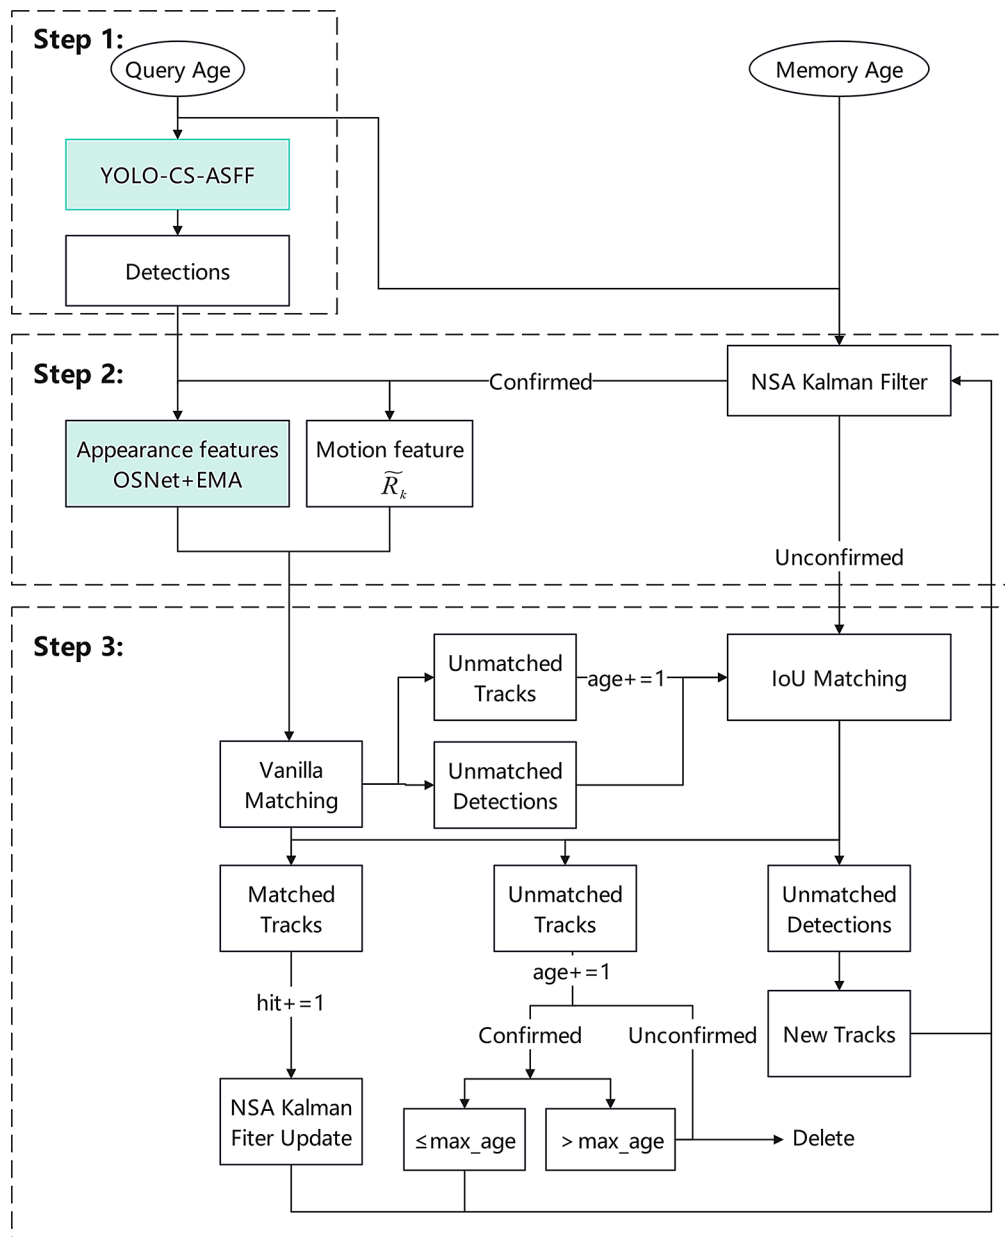 Step 1:
Query Age
Memory Age
YOLO-CS-ASFF
Detections
Step 2:
Confirmed
NSA Kalman Filter
Appearance features
OSNet+EMA
Motion feature
R̃k
Unconfirmed
Step 3:
Unmatched
Tracks
age+=1
IoU Matching
Vanilla
Matching
Unmatched
Detections
Matched
Tracks
Unmatched
Tracks
Unmatched
Detections
age+=1
hit+=1
Confirmed
Unconfirmed
New Tracks
NSA Kalman
Fiter Update
≤max_age
> max_age
Delete